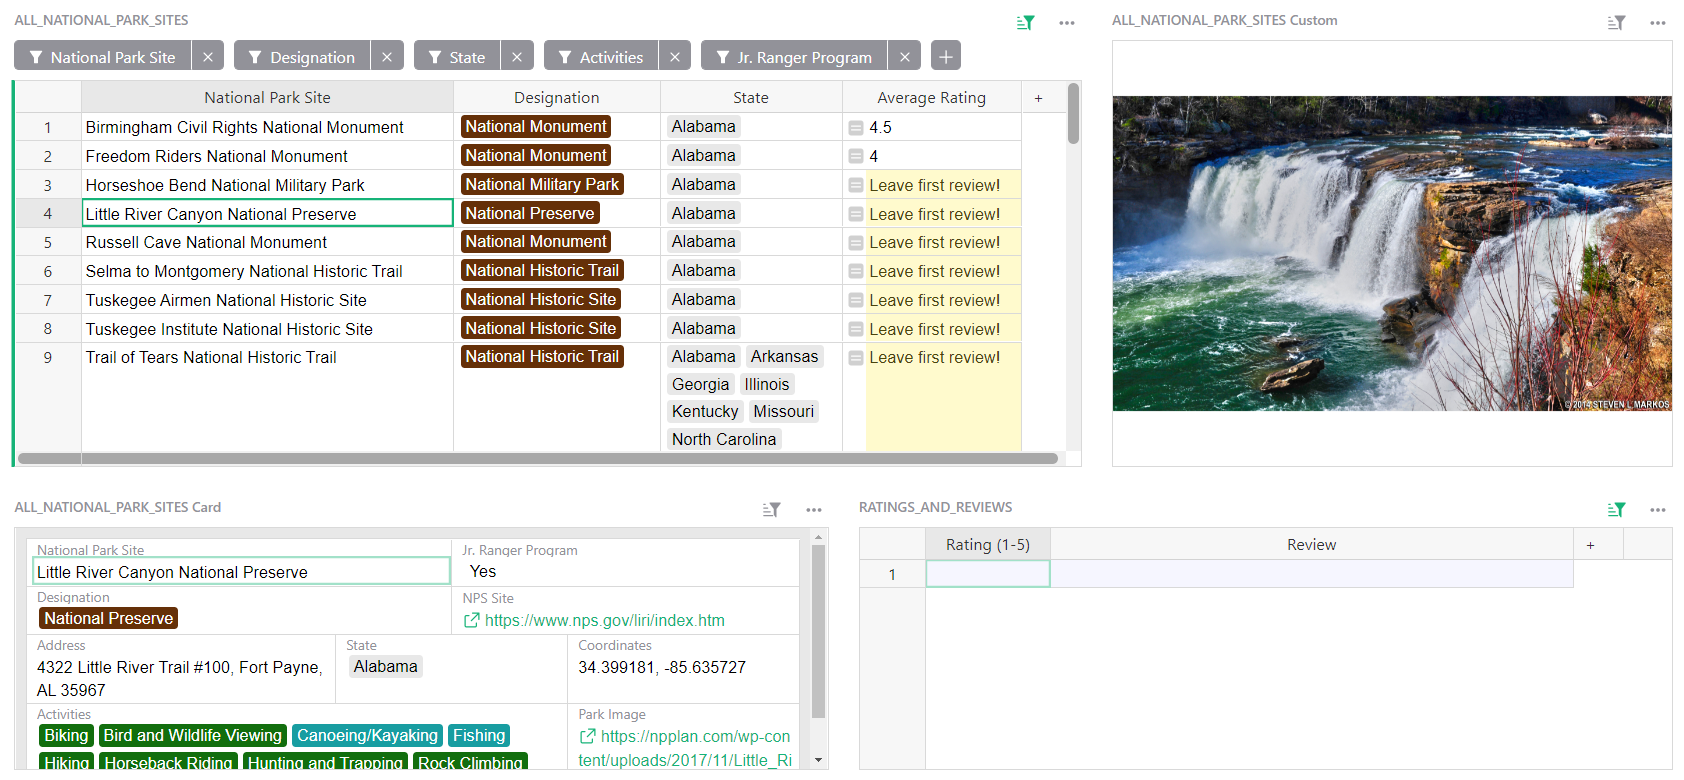 ALL_NATIONAL_PARK_SITES
National Park Site
Designation
State
Activities
Jr. Ranger Program
National Park Site Designation State Average Rating +
1 Birmingham Civil Rights National Monument National Monument Alabama 4.5
2 Freedom Riders National Monument National Monument Alabama 4
3 Horseshoe Bend National Military Park National Military Park Alabama Leave first review!
4 Little River Canyon National Preserve National Preserve Alabama Leave first review!
5 Russell Cave National Monument National Monument Alabama Leave first review!
6 Selma to Montgomery National Historic Trail National Historic Trail Alabama Leave first review!
7 Tuskegee Airmen National Historic Site National Historic Site Alabama Leave first review!
8 Tuskegee Institute National Historic Site National Historic Site Alabama Leave first review!
9 Trail of Tears National Historic Trail National Historic Trail Alabama Arkansas Leave first review!
Georgia Illinois
Kentucky Missouri
North Carolina
ALL_NATIONAL_PARK_SITES Custom
© 2014 STEVEN L. MARKOS
ALL_NATIONAL_PARK_SITES Card
National Park Site
Little River Canyon National Preserve
Jr. Ranger Program
Yes
Designation
National Preserve
NPS Site
https://www.nps.gov/liri/index.htm
Address
4322 Little River Trail #100, Fort Payne,
AL 35967
State
Alabama
Coordinates
34.399181, -85.635727
Activities
Biking Bird and Wildlife Viewing Canoeing/Kayaking Fishing
Hiking Horseback Riding Hunting and Trapping Rock Climbing
Park Image
https://npplan.com/wp-con
tent/uploads/2017/11/Little_Ri
RATINGS_AND_REVIEWS
Rating (1-5) Review +
1